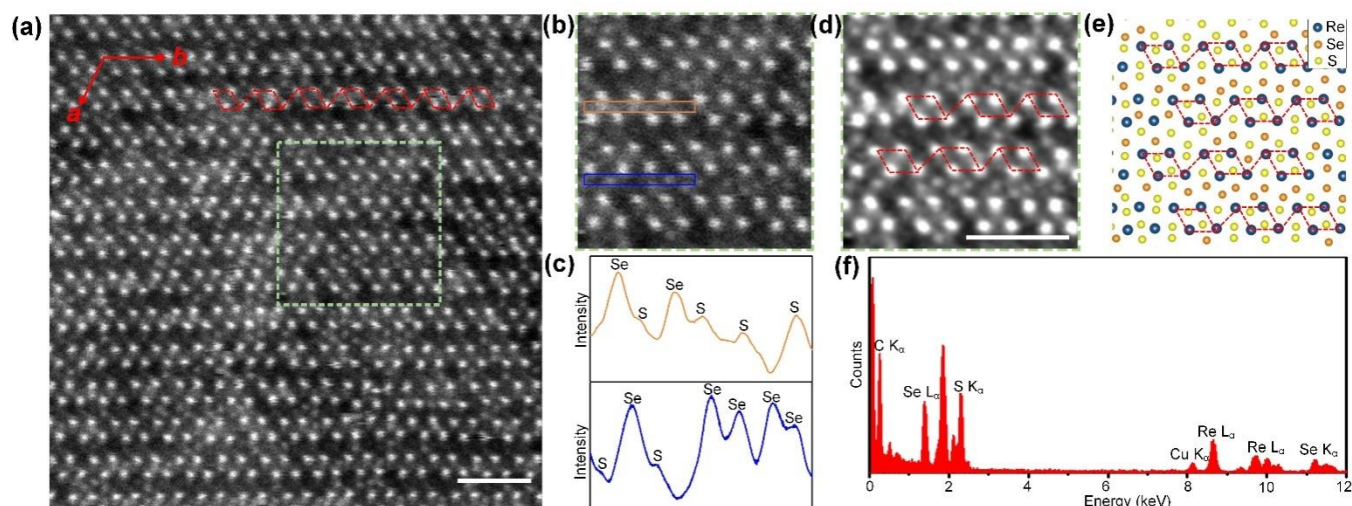 (a)
b
a
(b)
(d)
(e)
Re
Se
S
(c)
Intensity
Se
S
Se
S
S
S
Intensity
S
Se
S
Se
Se
Se
Se
(f)
Counts
C Kα
Se Lα
S Kα
Cu Kα
Re Lα
Re Lα
Se Kα
0
2
4
6
8
10
12
Energy (keV)